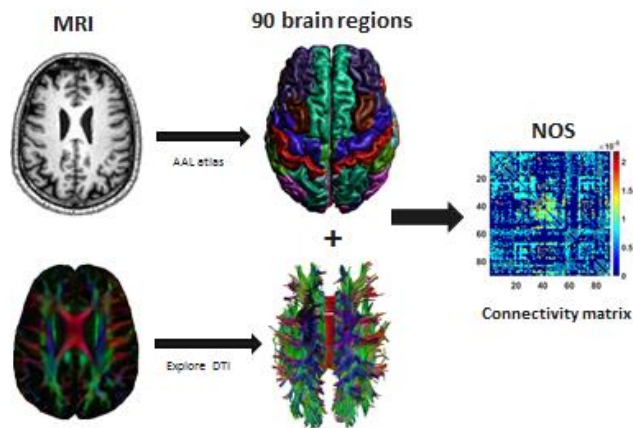 MRI
90 brain regions
AAL atlas
NOS
×10⁻³
2
1.5
1
0.5
0
20
40
60
80
20 40 60 80
Connectivity matrix
+
Explore DTI